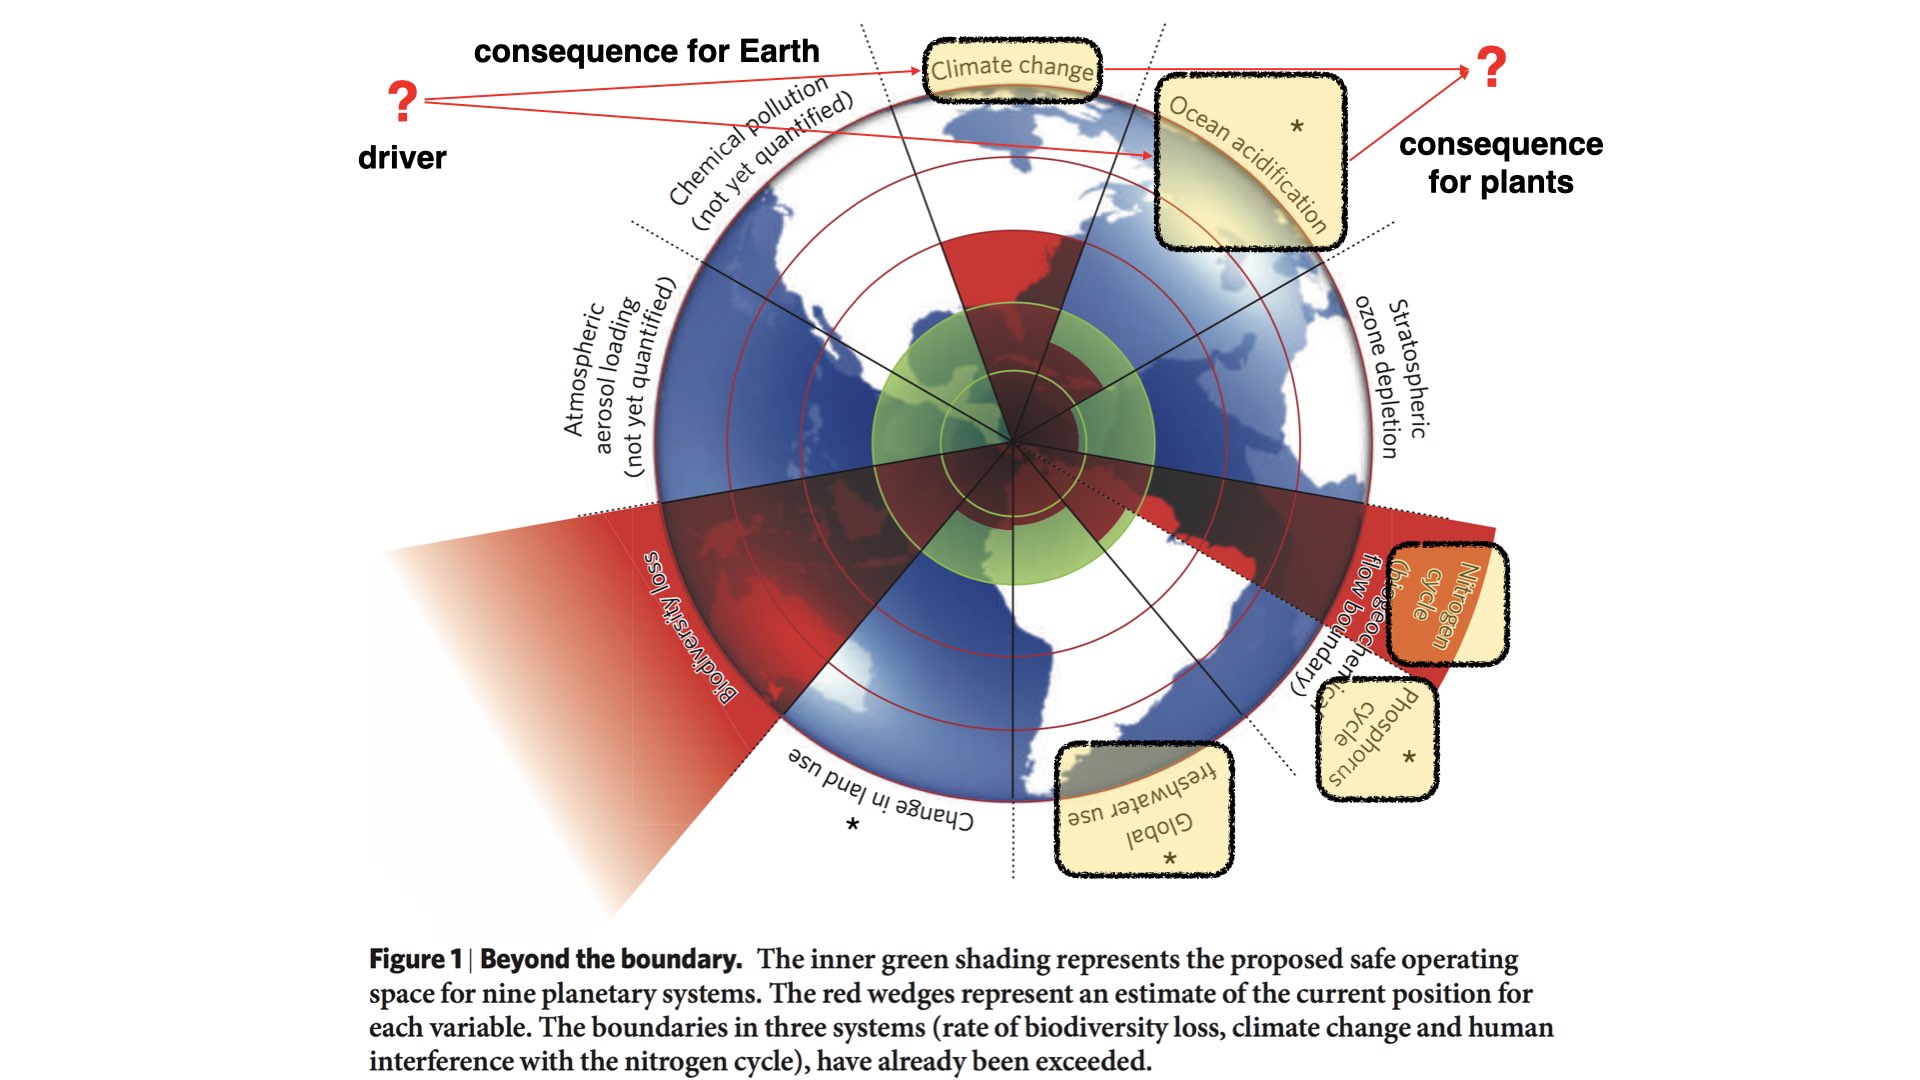 consequence for Earth
?
driver
Climate change
?
consequence
for plants
Ocean acidification
*
Chemical pollution
(not yet quantified)
Stratospheric
ozone depletion
Atmospheric
aerosol loading
(not yet quantified)
Nitrogen
cycle
(biogeochemical
flow boundary)
Phosphorus
cycle
*
Global
freshwater use
*
Change in land use
*
Biodiversity loss
Figure 1 | Beyond the boundary. The inner green shading represents the proposed safe operating
space for nine planetary systems. The red wedges represent an estimate of the current position for
each variable. The boundaries in three systems (rate of biodiversity loss, climate change and human
interference with the nitrogen cycle), have already been exceeded.